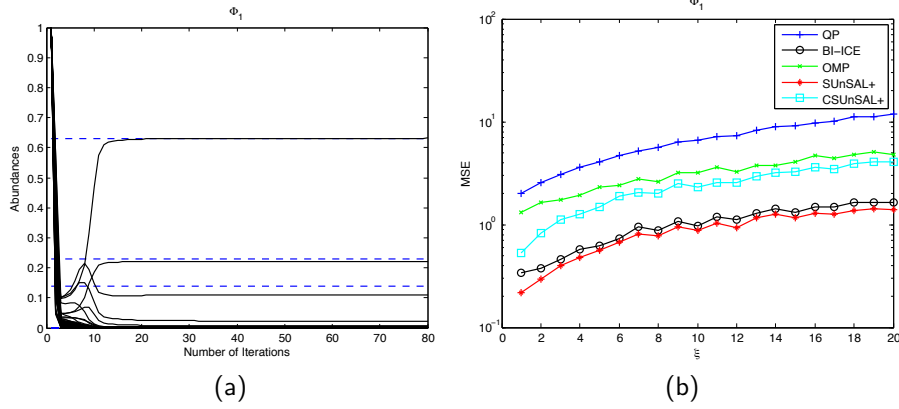 Φ1
1
0.9
0.8
0.7
0.6
0.5
0.4
0.3
0.2
0.1
0
Abundances
0 10 20 30 40 50 60 70 80
Number of Iterations
(a)
Φ1
10^2
10^1
10^0
10^-1
MSE
QP
BI-ICE
OMP
SUnSAL+
CSUnSAL+
0 2 4 6 8 10 12 14 16 18 20
ξ
(b)